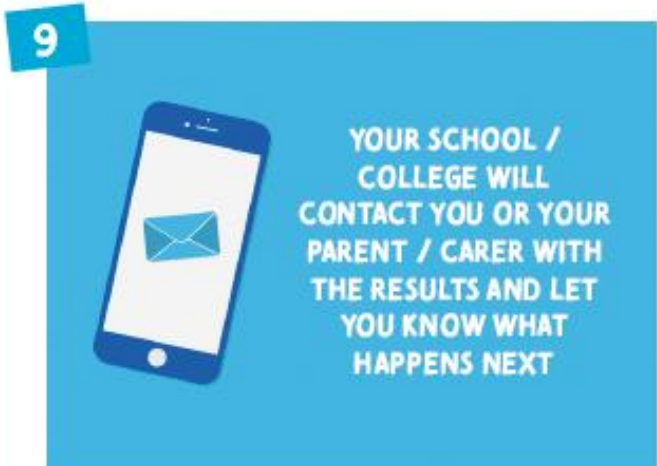 9
YOUR SCHOOL /
COLLEGE WILL
CONTACT YOU OR YOUR
PARENT / CARER WITH
THE RESULTS AND LET
YOU KNOW WHAT
HAPPENS NEXT